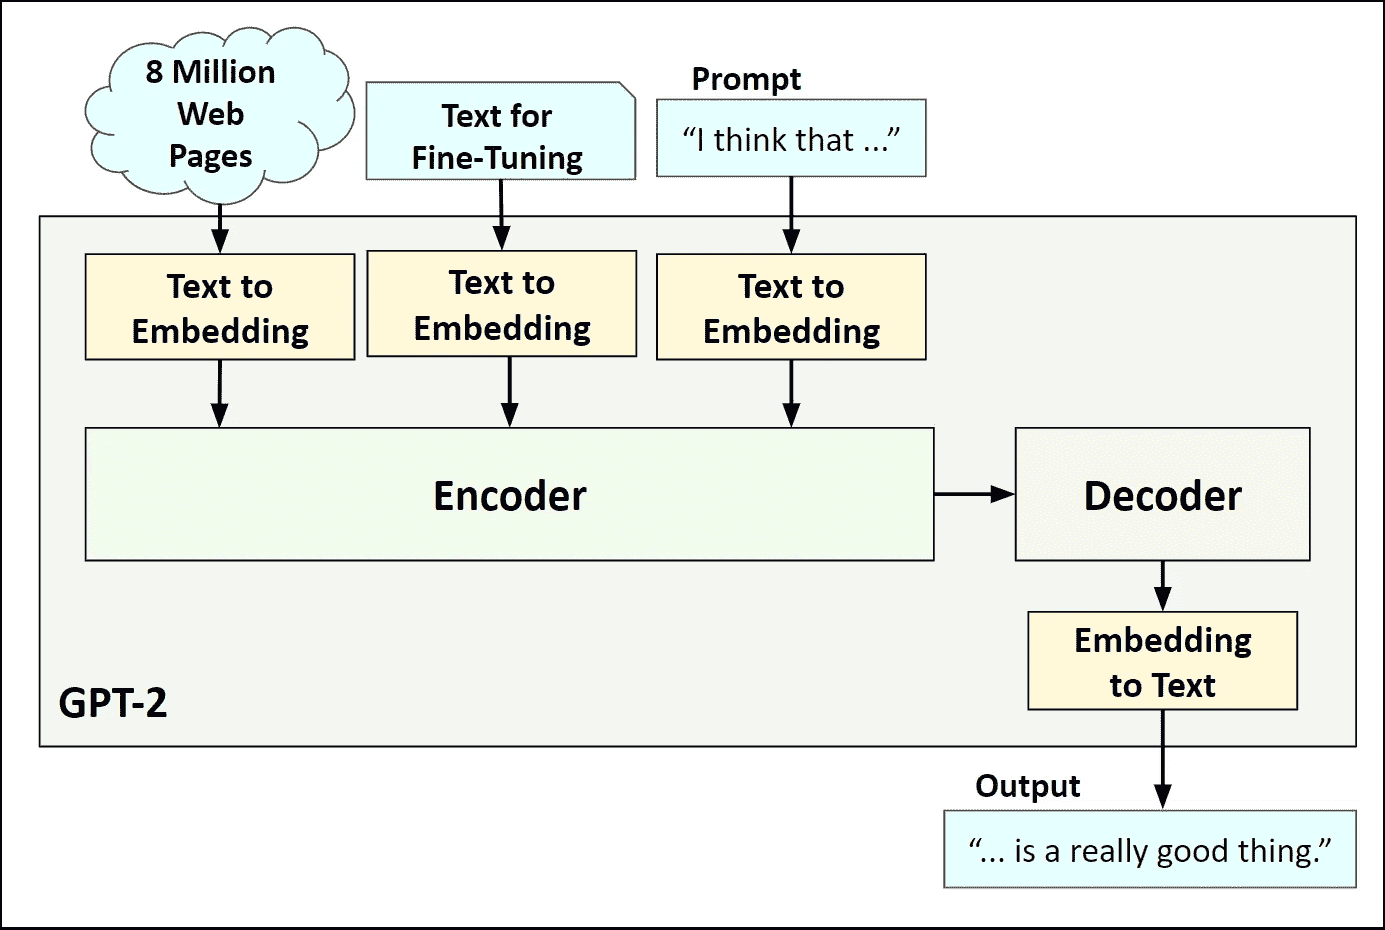 8 Million
Web
Pages
Text for
Fine-Tuning
Prompt
“I think that ...”
Text to
Embedding
Text to
Embedding
Text to
Embedding
Encoder
Decoder
Embedding
to Text
GPT-2
Output
“... is a really good thing.”